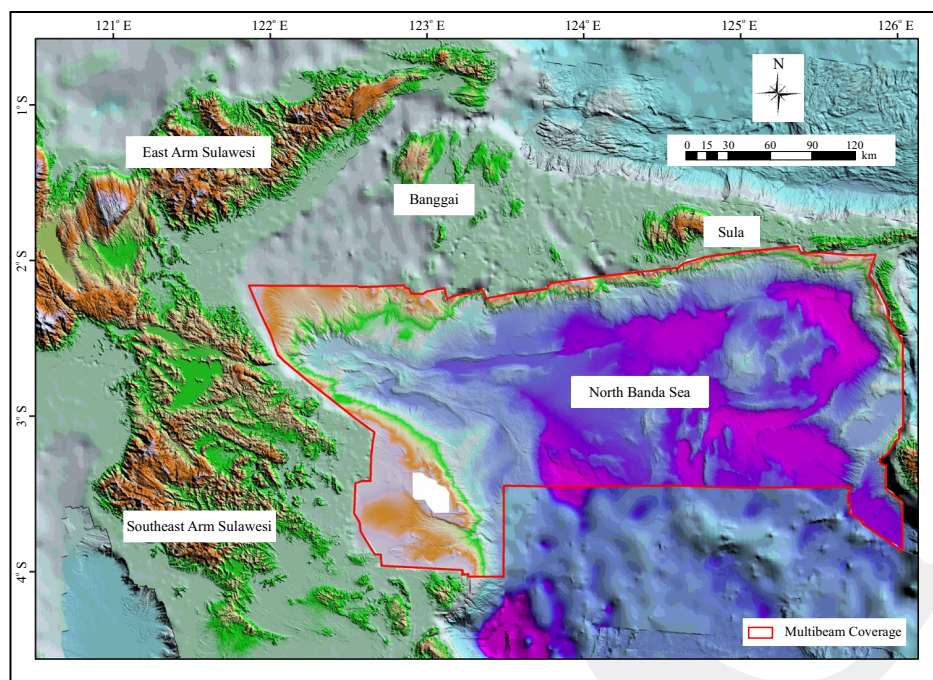 121° E 122° E 123° E 124° E 125° E 126° E
N
1° S
0 15 30 60 90 120
km
East Arm Sulawesi
Banggai
Sula
2° S
North Banda Sea
3° S
Southeast Arm Sulawesi
4° S
Multibeam Coverage